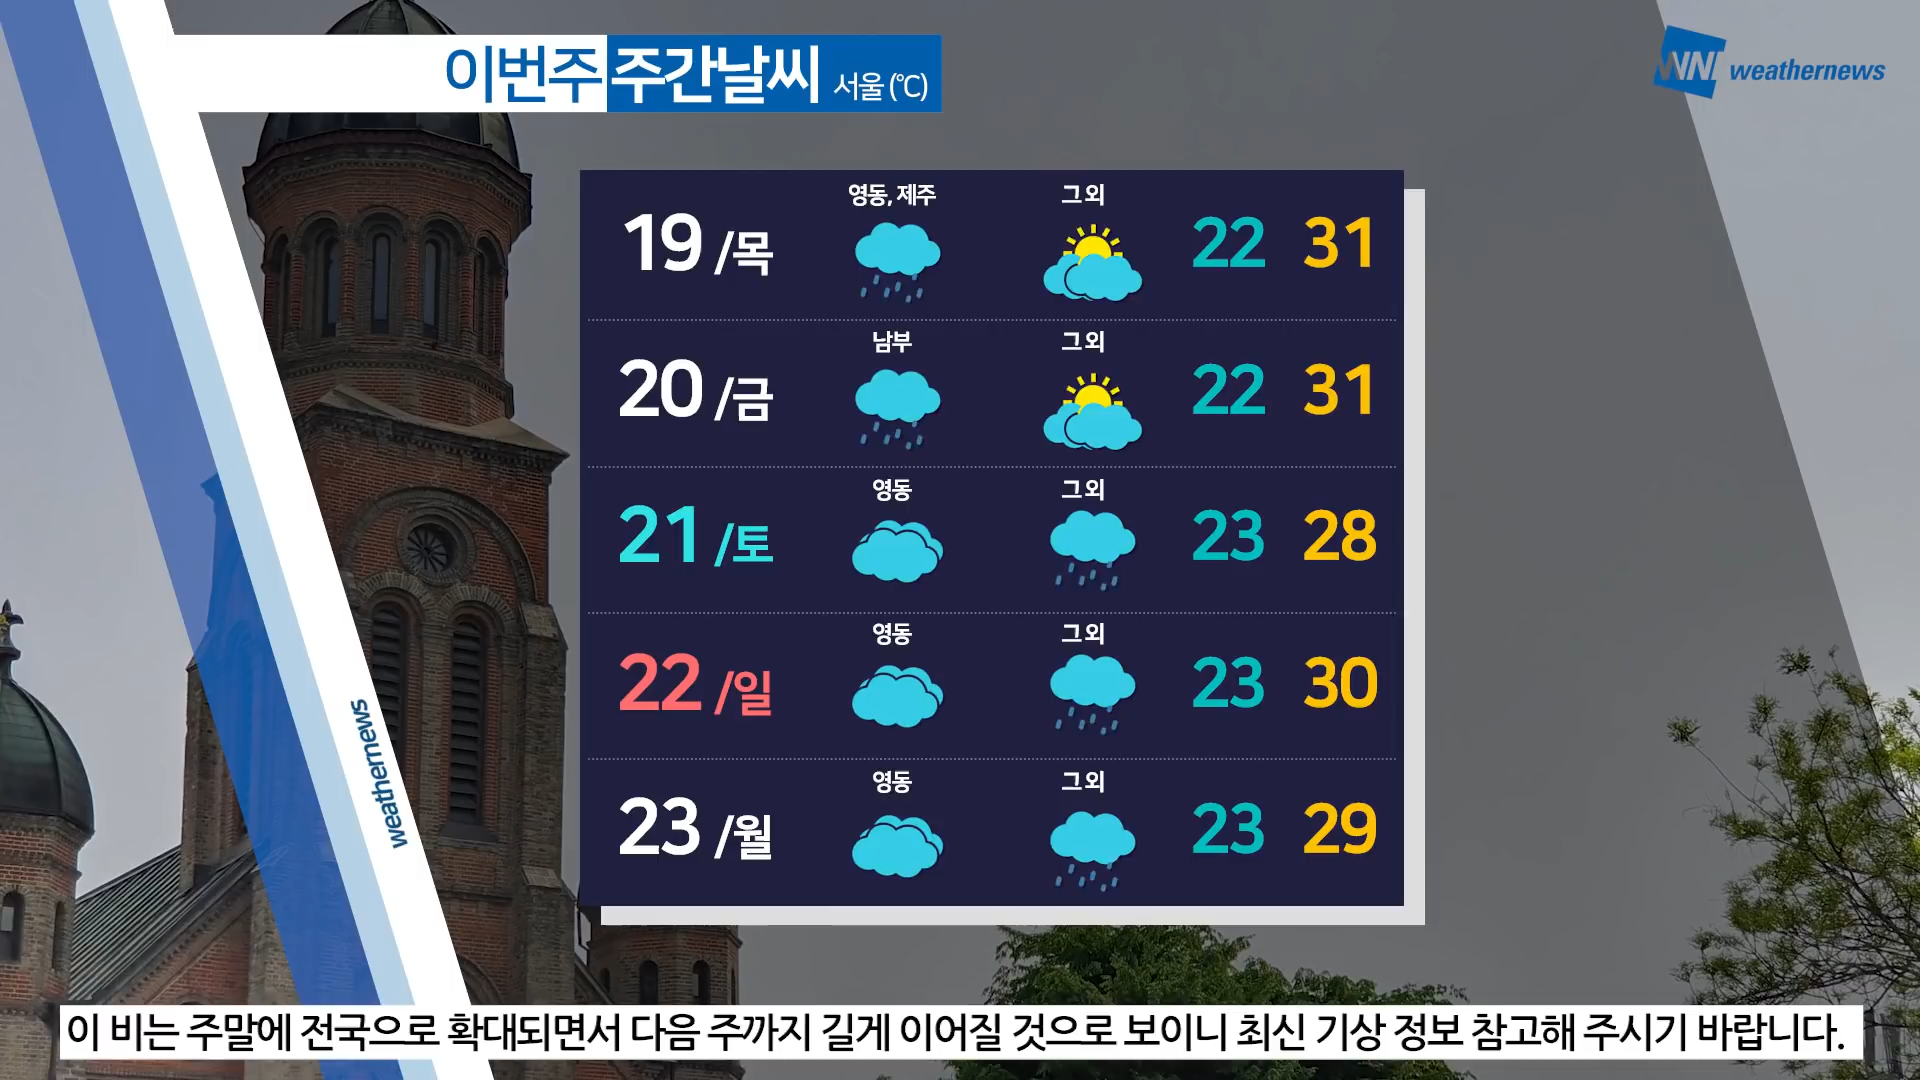 이번주 주간날씨 서울 (℃)
WNI weathernews
영동, 제주 그 외
19 /목 22 31
남부 그 외
20 /금 22 31
영동 그 외
21 /토 23 28
영동 그 외
22 /일 23 30
영동 그 외
23 /월 23 29
weathernews
이 비는 주말에 전국으로 확대되면서 다음 주까지 길게 이어질 것으로 보이니 최신 기상 정보 참고해 주시기 바랍니다.